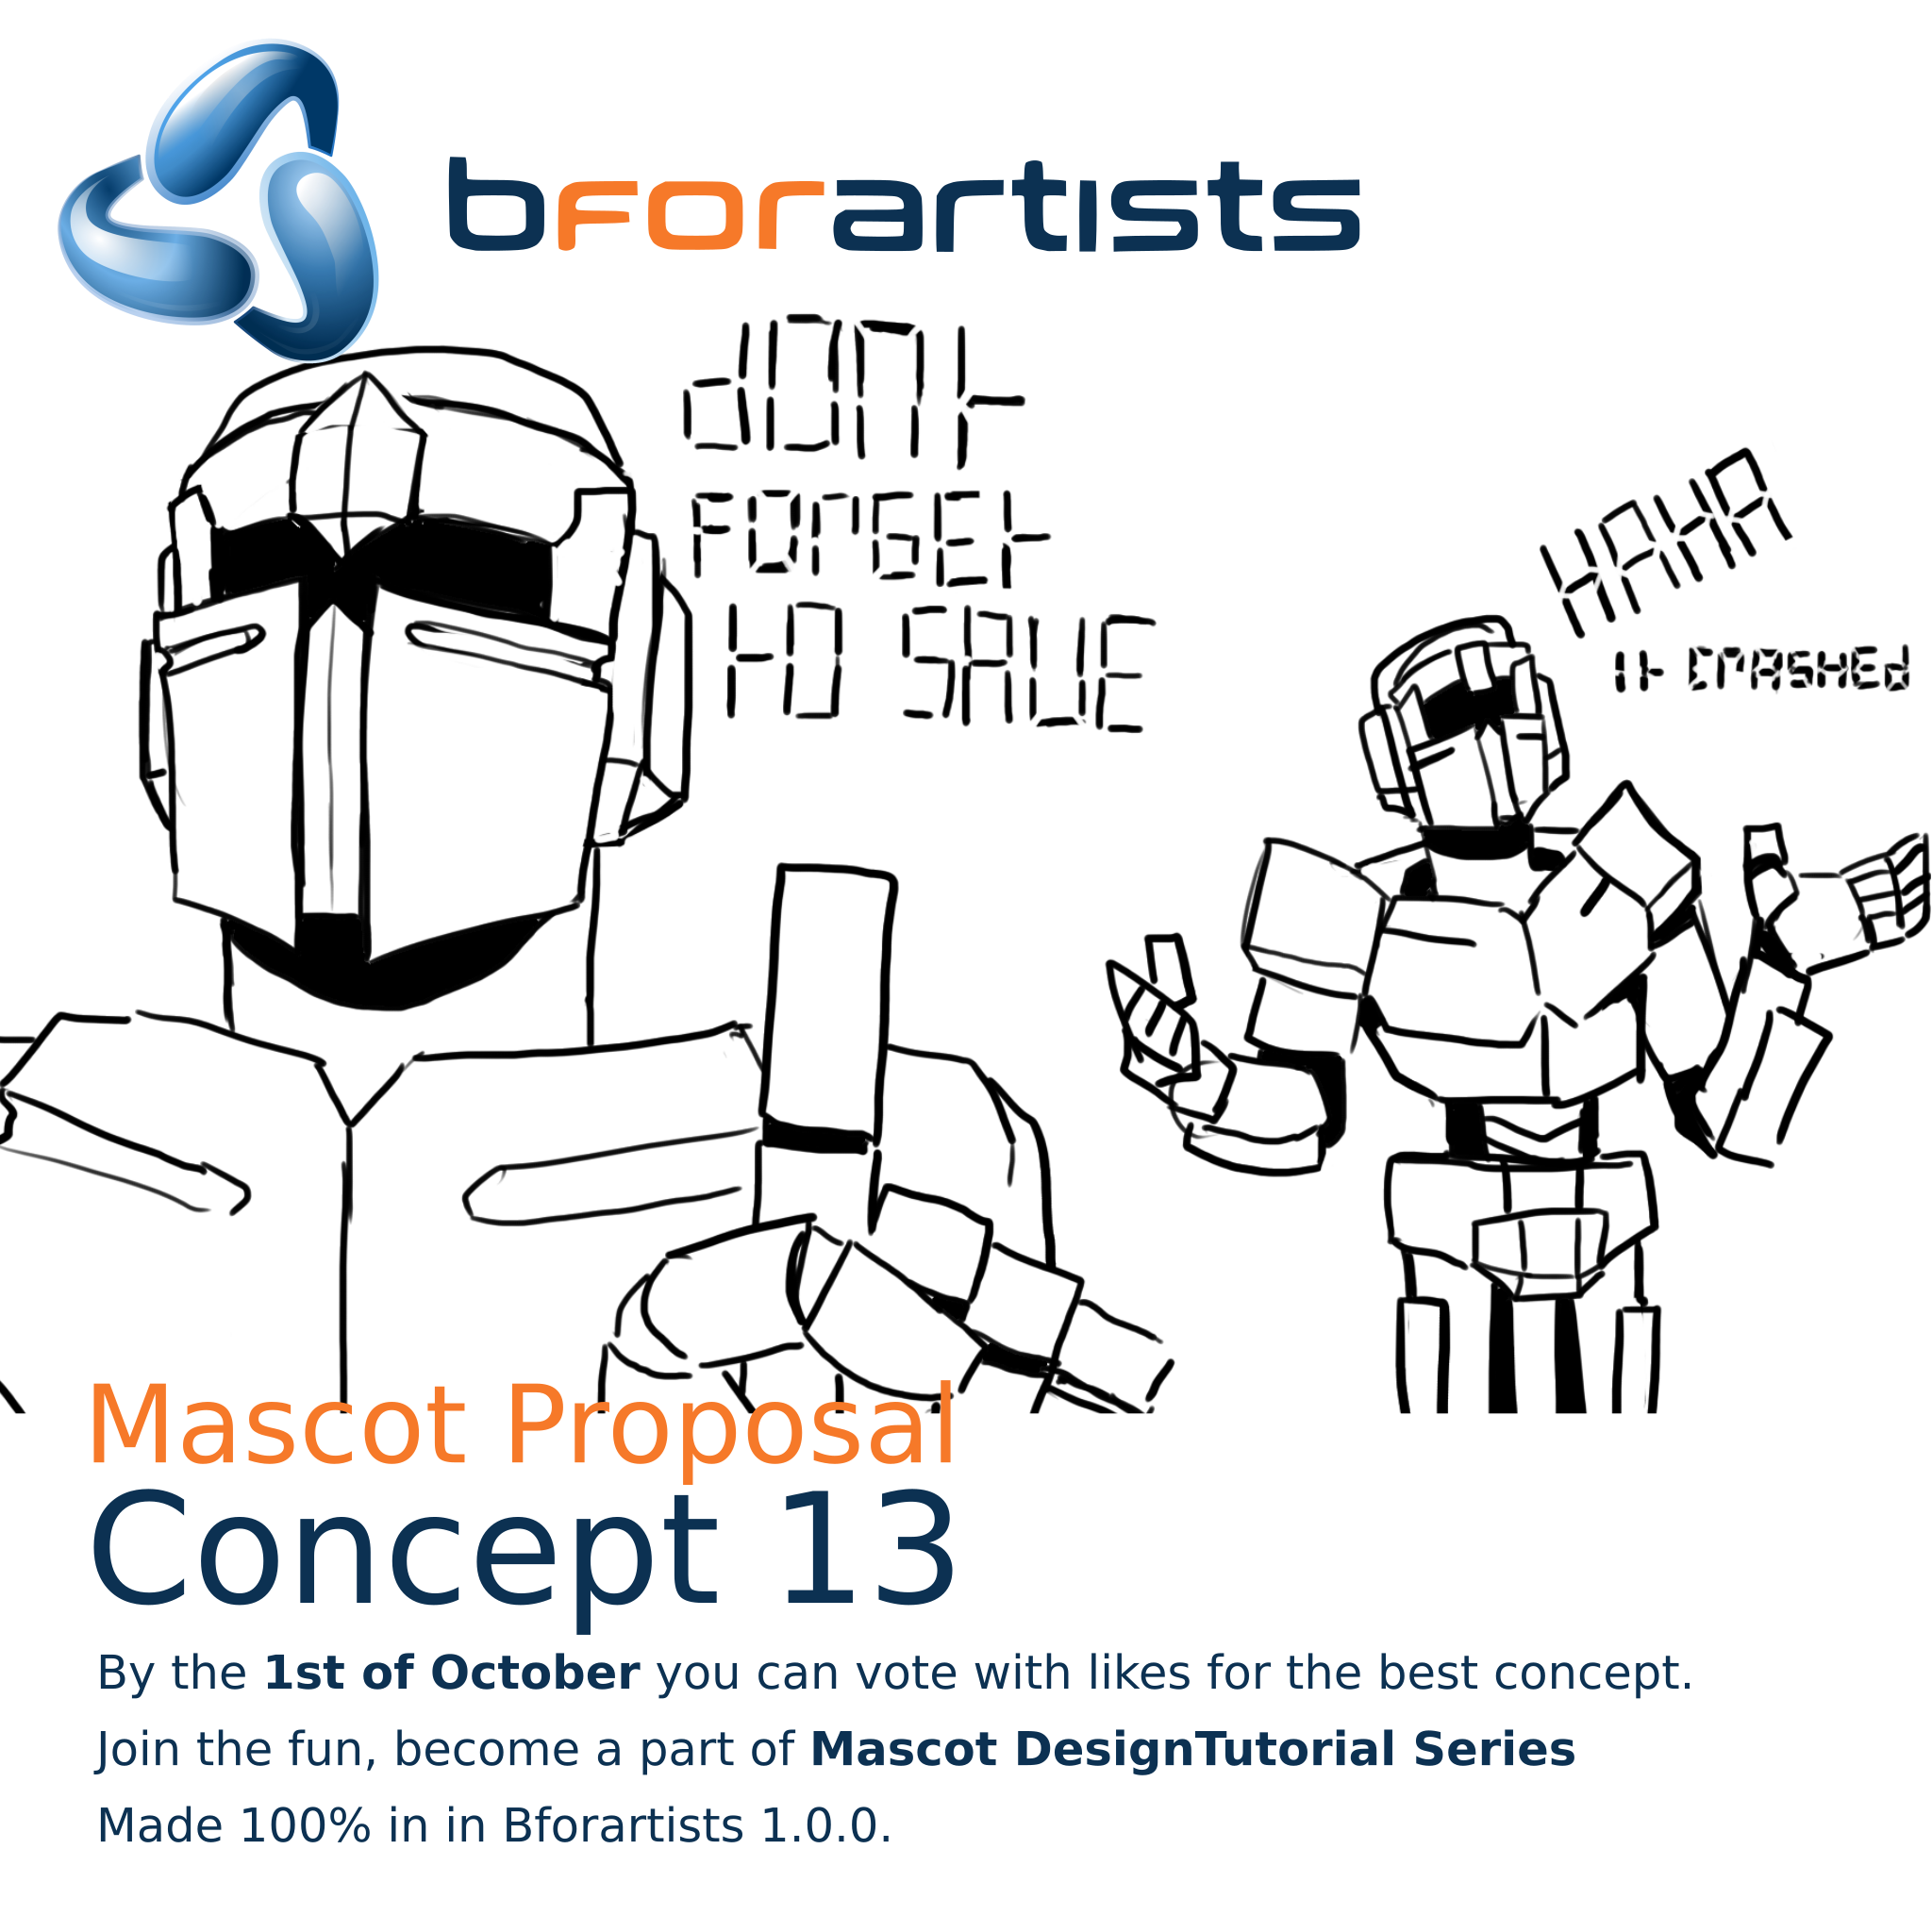 bforartists
dOnt
FOrGEt
tO SAVE
HAHA
It CrASHEd
Mascot Proposal
Concept 13
By the 1st of October you can vote with likes for the best concept.
Join the fun, become a part of Mascot DesignTutorial Series
Made 100% in in Bforartists 1.0.0.